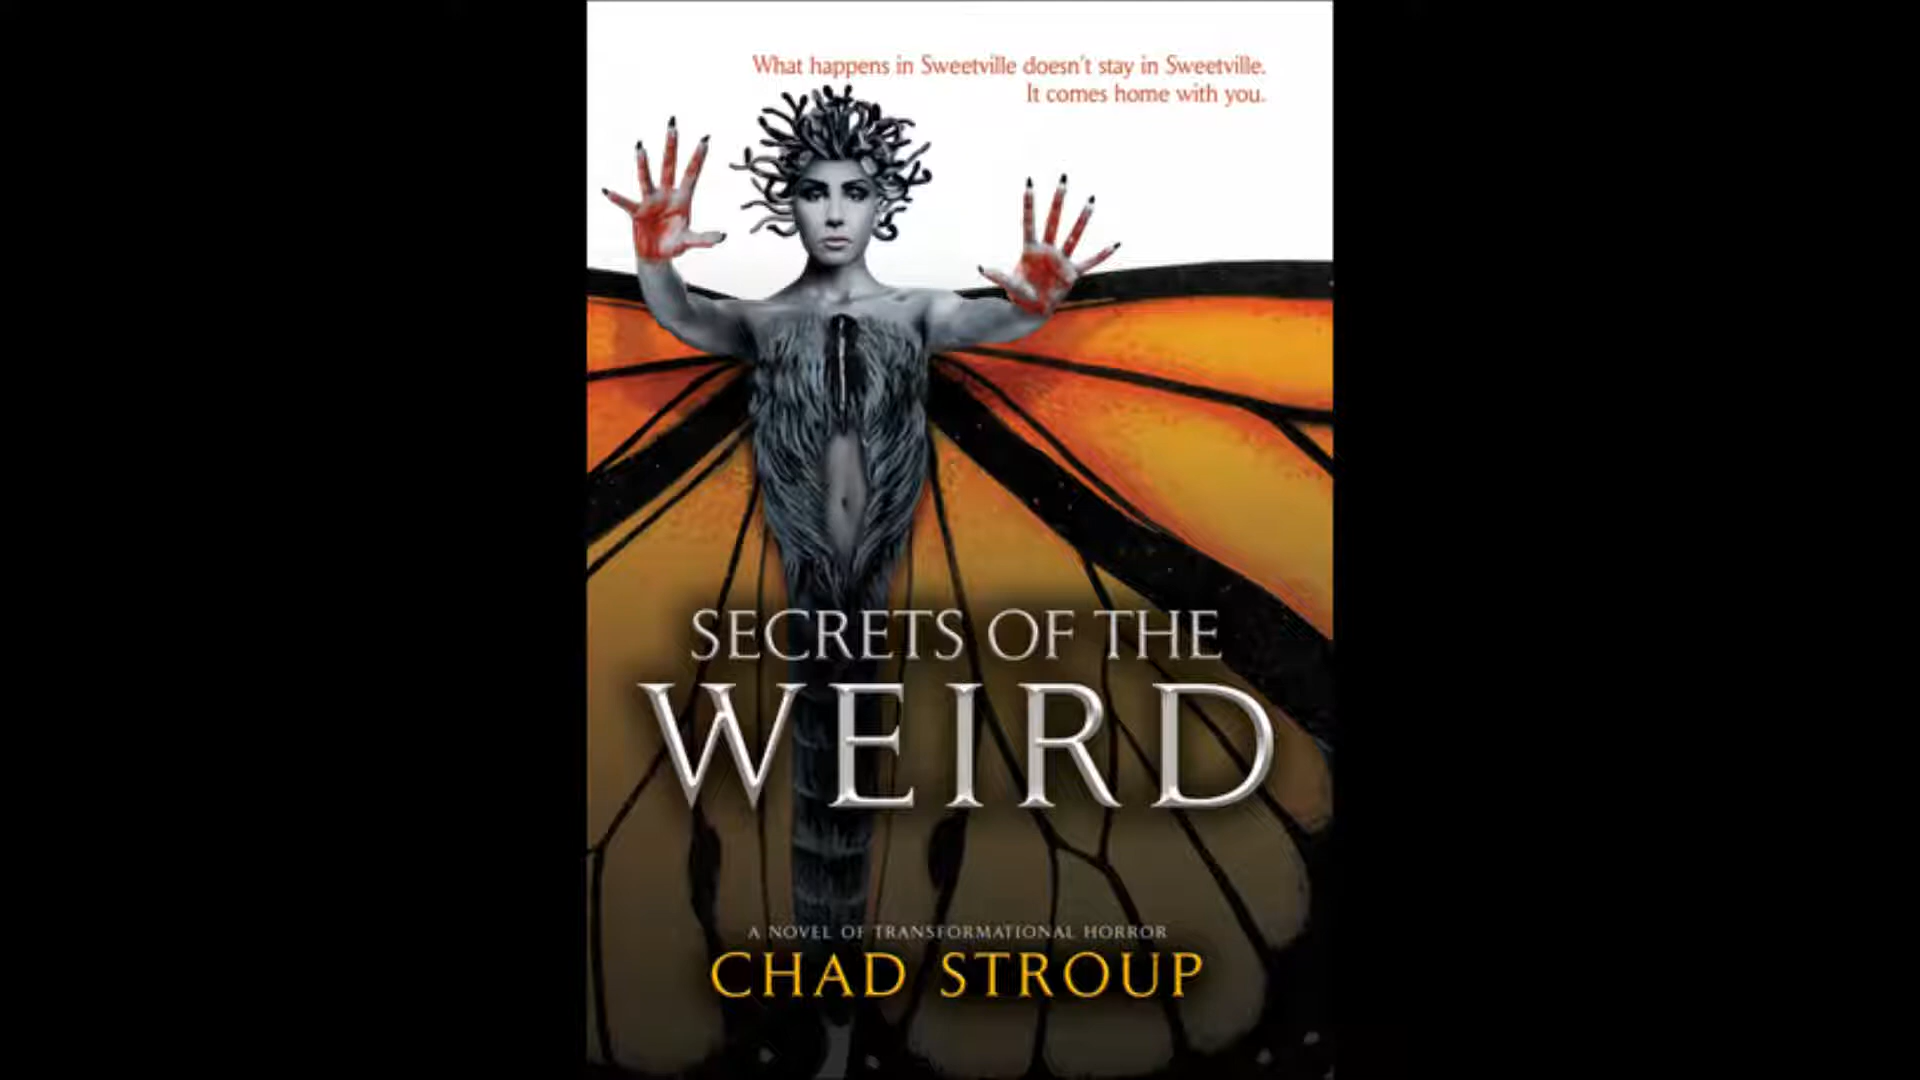 What happens in Sweetville doesn't stay in Sweetville.
It comes home with you.
SECRETS OF THE
WEIRD
A NOVEL OF TRANSFORMATIONAL HORROR
CHAD STROUP